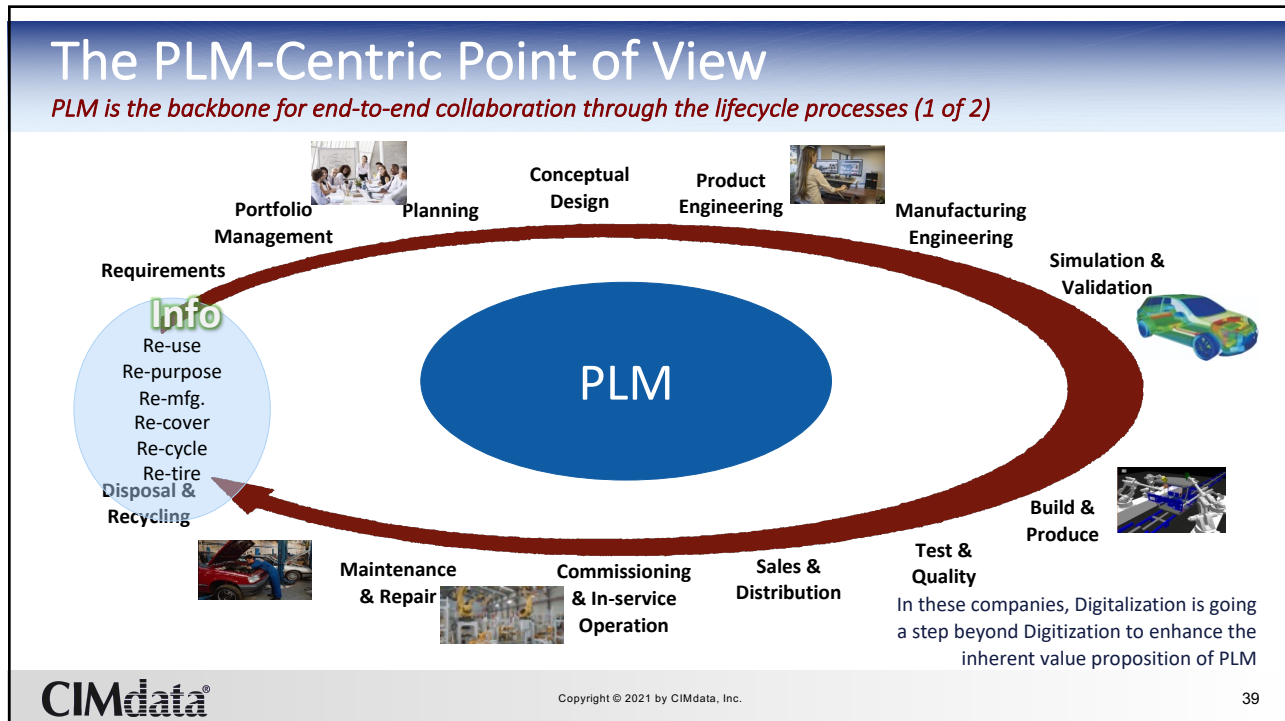 The PLM-Centric Point of View
PLM is the backbone for end-to-end collaboration through the lifecycle processes (1 of 2)
Requirements
Portfolio
Management
Planning
Conceptual
Design
Product
Engineering
Manufacturing
Engineering
Simulation &
Validation
Info
Re-use
Re-purpose
Re-mfg.
Re-cover
Re-cycle
Re-tire
Disposal &
Recycling
PLM
Build &
Produce
Test &
Quality
Sales &
Distribution
Commissioning
& In-service
Operation
Maintenance
& Repair
In these companies, Digitalization is going
a step beyond Digitization to enhance the
inherent value proposition of PLM
CIMdata®
Copyright © 2021 by CIMdata, Inc.
39